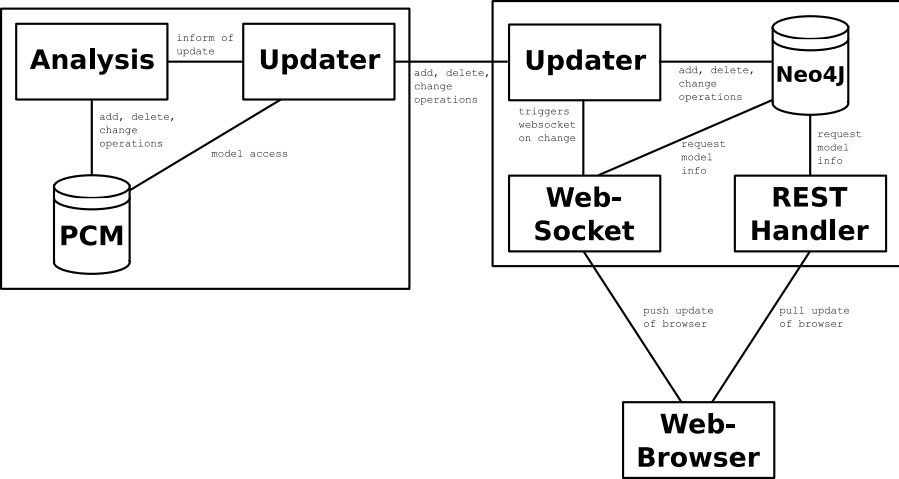 Analysis
inform of
update
Updater
add, delete,
change
operations
model access
PCM
add, delete,
change
operations
Updater
add, delete,
change
operations
Neo4J
triggers
websocket
on change
request
model
info
request
model
info
Web-
Socket
REST
Handler
push update
of browser
pull update
of browser
Web-
Browser